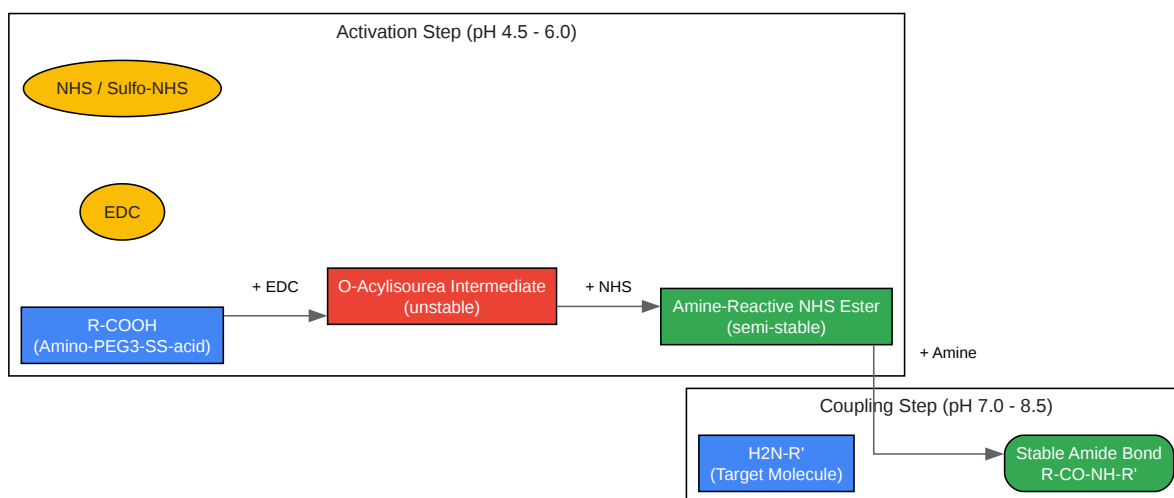 Activation Step (pH 4.5 - 6.0)
NHS / Sulfo-NHS
EDC
+ EDC
O-Acylisourea Intermediate
(unstable)
+ NHS
R-COOH
(Amino-PEG3-SS-acid)
Amine-Reactive NHS Ester
(semi-stable)
+ Amine
Coupling Step (pH 7.0 - 8.5)
H2N-R'
(Target Molecule)
Stable Amide Bond
R-CO-NH-R'